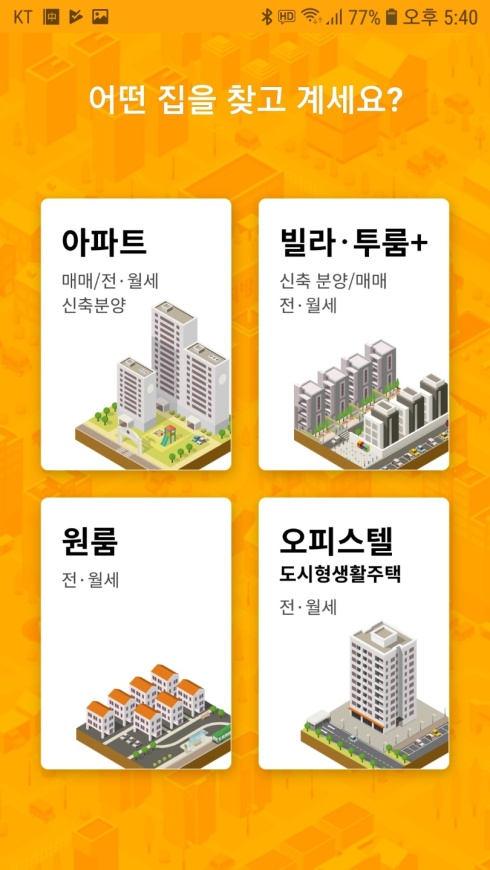 KT HD 77% 오후 5:40
어떤 집을 찾고 계세요?
아파트
매매/전·월세
신축분양
빌라·투룸+
신축 분양/매매
전·월세
원룸
전·월세
오피스텔
도시형생활주택
전·월세